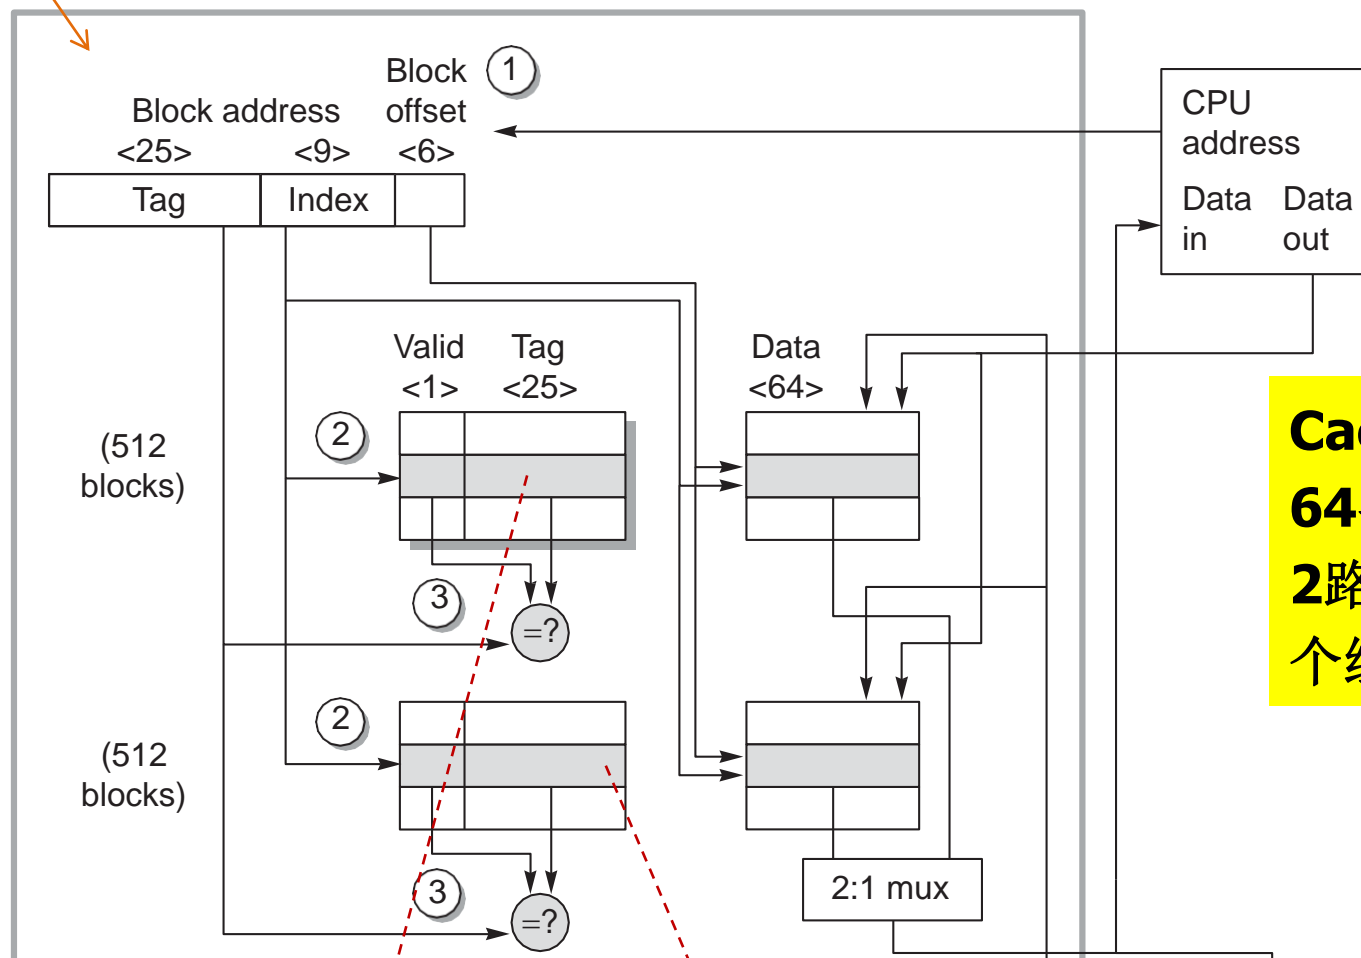 Block
offset
1
Block address
<25> <9> <6>
Tag Index
CPU
address
Data in
Data out
Valid
<1>
Tag
<25>
Data
<64>
(512
blocks)
2
3
=?
(512
blocks)
2
3
=?
2:1 mux
64
2路
个